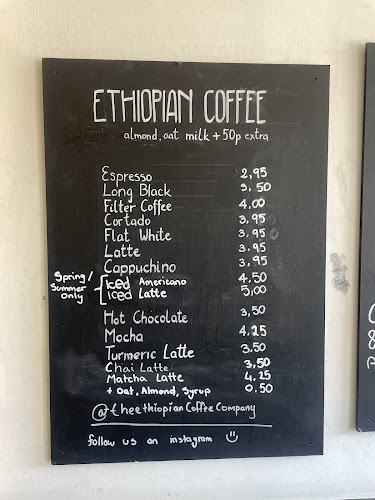 ETHIOPIAN COFFEE
almond, oat milk + 50p extra
Espresso 2,95
Long Black 3,50
Filter Coffee 4,00
Cortado 3,95
Flat White 3,95
Latte 3,95
Cappuchino 3,95
Spring/ Summer only
Iced Americano 4,50
iced Latte 5,00
Hot Chocolate 3,50
Mocha 4,25
Turmeric Latte 3,50
Chai Latte 3,50
Matcha Latte 4,25
+ Oat, Almond, Syrup 0,50
@theethiopianCoffeeCompany
follow us on instagram